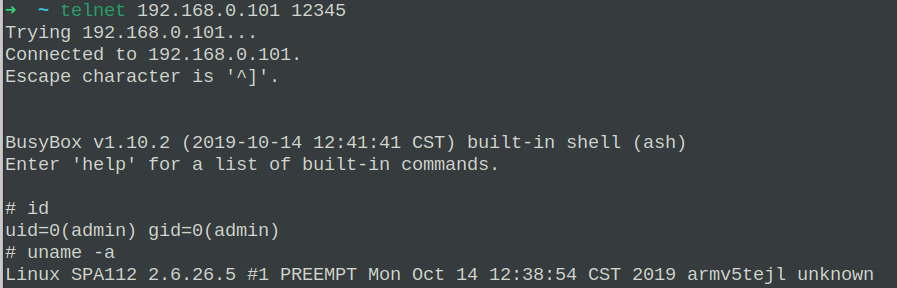 ➜  ~ telnet 192.168.0.101 12345
Trying 192.168.0.101...
Connected to 192.168.0.101.
Escape character is '^]'.
BusyBox v1.10.2 (2019-10-14 12:41:41 CST) built-in shell (ash)
Enter 'help' for a list of built-in commands.
# id
uid=0(admin) gid=0(admin)
# uname -a
Linux SPA112 2.6.26.5 #1 PREEMPT Mon Oct 14 12:38:54 CST 2019 armv5tejl unknown